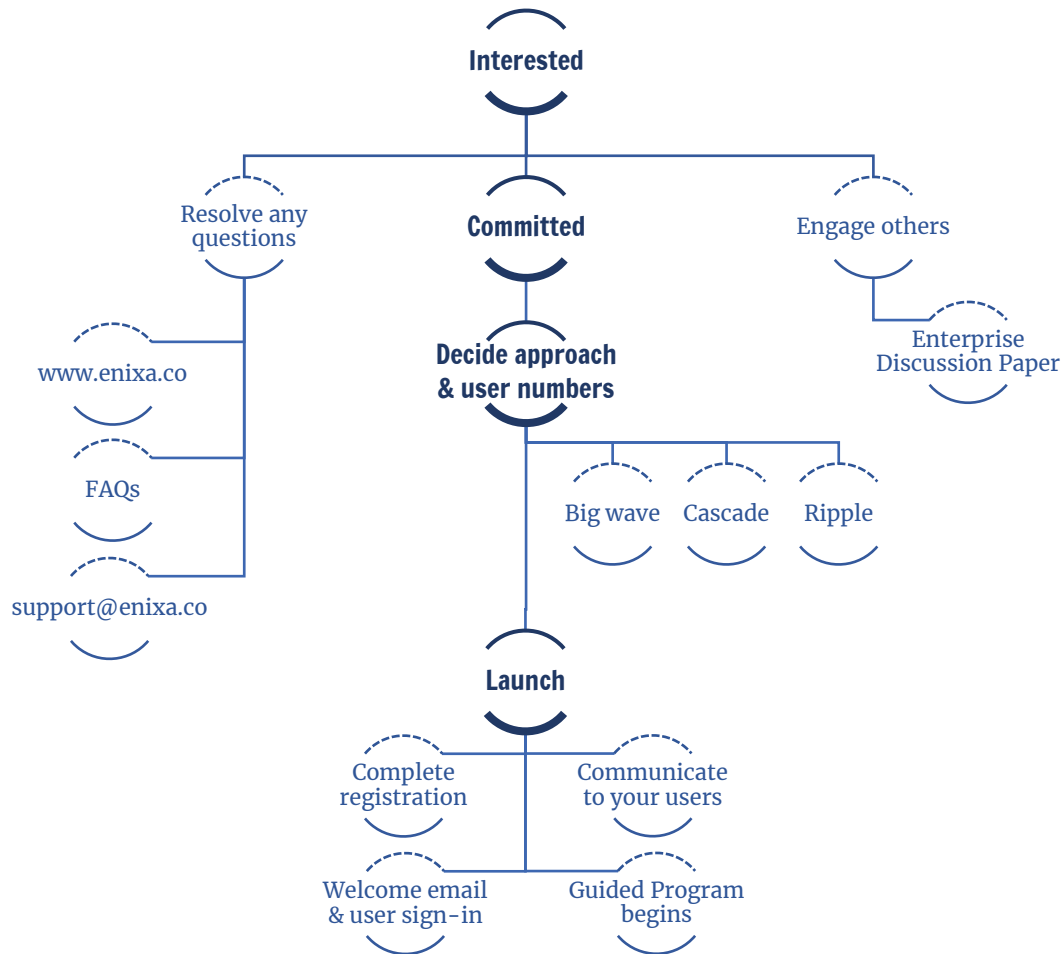 Interested
Resolve any
questions
Committed
Engage others
www.enixa.co
FAQs
support@enixa.co
Enterprise
Discussion Paper
Decide approach
& user numbers
Big wave
Cascade
Ripple
Launch
Complete
registration
Communicate
to your users
Welcome email
& user sign-in
Guided Program
begins